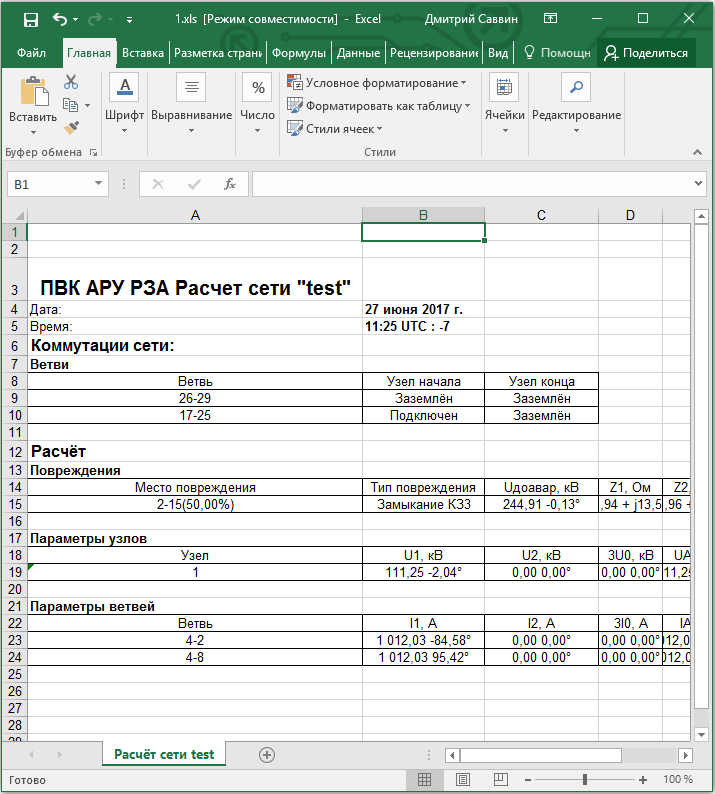 1.xls [Режим совместимости] - Excel Дмитрий Саввин
Файл Главная Вставка Разметка страни Формулы Данные Рецензировани Вид Помощн Поделиться
Вставить Шрифт Выравнивание Число Условное форматирование Форматировать как таблицу Стили ячеек Ячейки Редактирование
Буфер обмена Стили
B1 fx
A B C D
1
2
3 ПВК АРУ РЗА Расчет сети "test"
4 Дата: 27 июня 2017 г.
5 Время: 11:25 UTC : -7
6 Коммутации сети:
7 Ветви
8 Ветвь Узел начала Узел конца
9 26-29 Заземлён Заземлён
10 17-25 Подключен Заземлён
11
12 Расчёт
13 Повреждения
14 Место повреждения Тип повреждения Uдоавар, кВ Z1, Ом Z2,
15 2-15(50,00%) Замыкание КЗ3 244,91 -0,13° ,94 + j13,5 ,96 +
16
17 Параметры узлов
18 Узел U1, кВ U2, кВ 3U0, кВ UA
19 1 111,25 -2,04° 0,00 0,00° 0,00 0,00° 11,25
20
21 Параметры ветвей
22 Ветвь I1, А I2, А 3I0, А IA
23 4-2 1 012,03 -84,58° 0,00 0,00° 0,00 0,00° 012,0
24 4-8 1 012,03 95,42° 0,00 0,00° 0,00 0,00° 012,0
25
26
27
28
Расчёт сети test
Готово 100 %